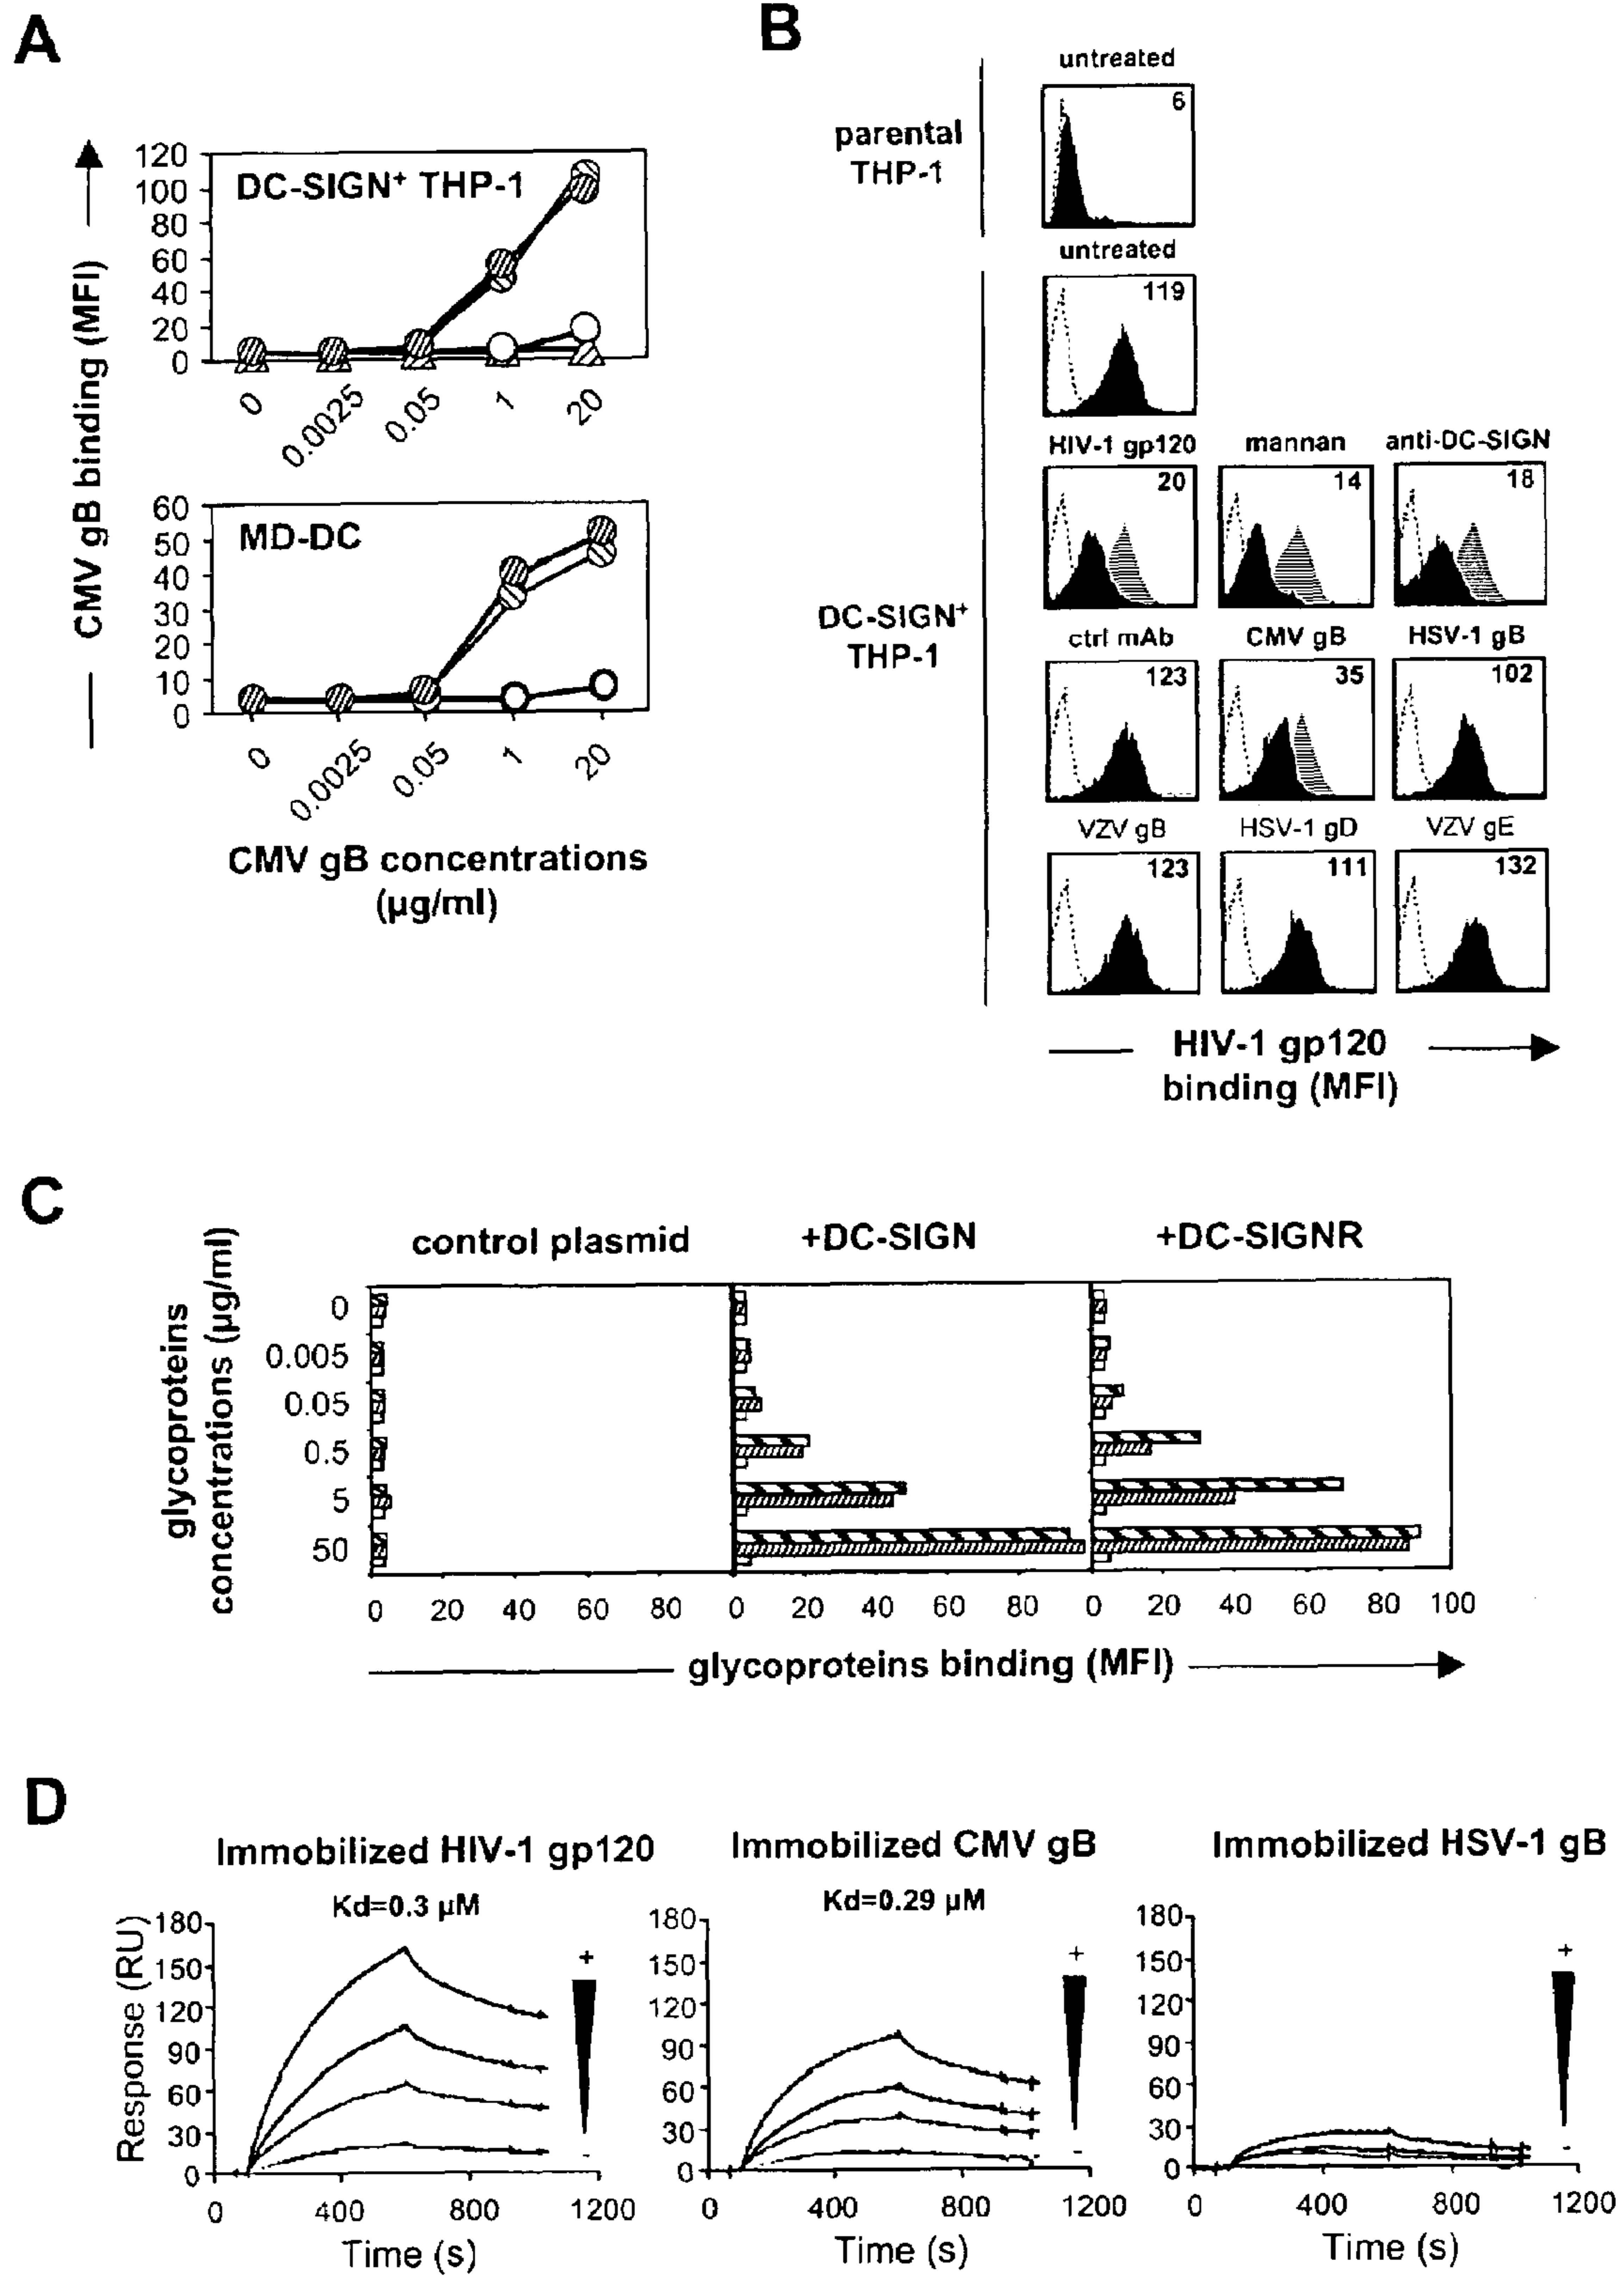 A
DC-SIGN+ THP-1
120
100
80
60
40
20
0
0
0.0025
0.05
1
20
CMV gB binding (MFI)
MD-DC
60
50
40
30
20
10
0
0
0.0025
0.05
1
20
CMV gB concentrations
(µg/ml)
B
parental
THP-1
untreated
6
untreated
119
HIV-1 gp120
mannan
anti-DC-SIGN
20
14
18
DC-SIGN+
THP-1
ctrl mAb
CMV gB
HSV-1 gB
123
35
102
VZV gB
HSV-1 gD
VZV gE
123
111
132
HIV-1 gp120
binding (MFI)
C
control plasmid
+DC-SIGN
+DC-SIGNR
glycoproteins
concentrations (µg/ml)
0
0.005
0.05
0.5
5
50
0 20 40 60 80 0 20 40 60 80 0 20 40 60 80 100
glycoproteins binding (MFI)
D
Immobilized HIV-1 gp120
Kd=0.3 µM
Response (RU)
180
150
120
90
60
30
0
+
-
0 400 800 1200
Time (s)
Immobilized CMV gB
Kd=0.29 µM
180
150
120
90
60
30
0
+
-
0 400 800 1200
Time (s)
Immobilized HSV-1 gB
180
150
120
90
60
30
0
+
-
0 400 800 1200
Time (s)